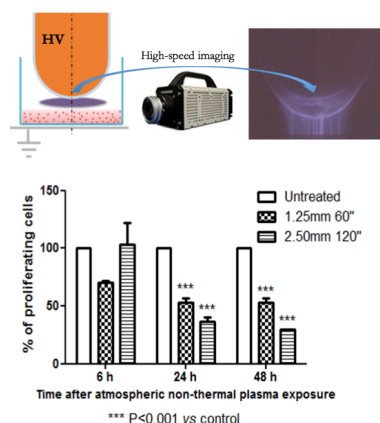 HV
High-speed imaging
% of proliferating cells
150
100
50
0
Untreated
1.25mm 60"
2.50mm 120"
***
***
***
***
6 h
24 h
48 h
Time after atmospheric non-thermal plasma exposure
*** P<0.001 vs control